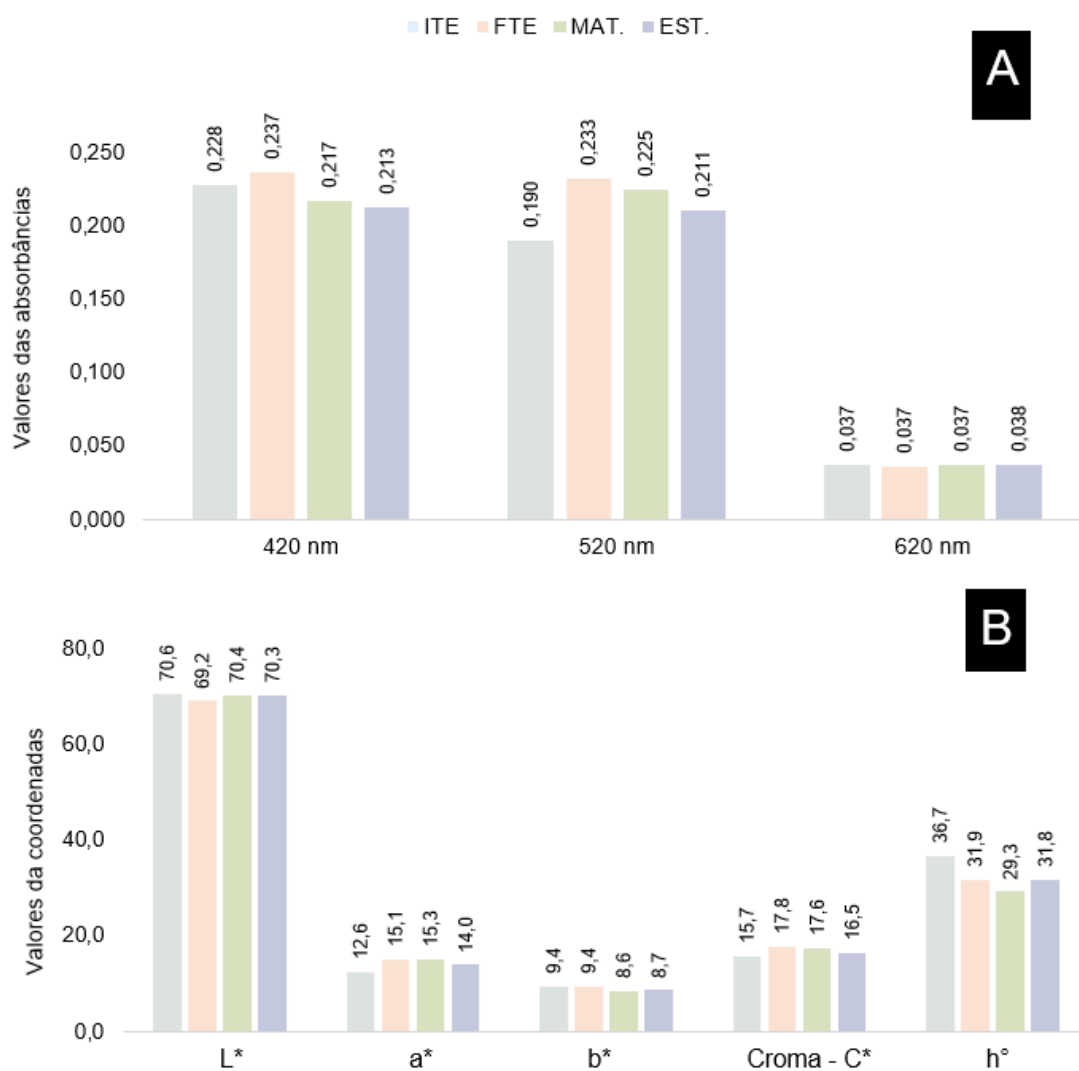 ITE FTE MAT. EST.
A
Valores das absorbâncias
0,250
0,200
0,150
0,100
0,050
0,000
0,228 0,237 0,217 0,213
0,190 0,233 0,225 0,211
0,037 0,037 0,037 0,038
420 nm 520 nm 620 nm
B
Valores da coordenadas
80,0
60,0
40,0
20,0
0,0
70,6 69,2 70,4 70,3
12,6 15,1 15,3 14,0
9,4 9,4 8,6 8,7
15,7 17,8 17,6 16,5
36,7 31,9 29,3 31,8
L* a* b* Croma - C* h°